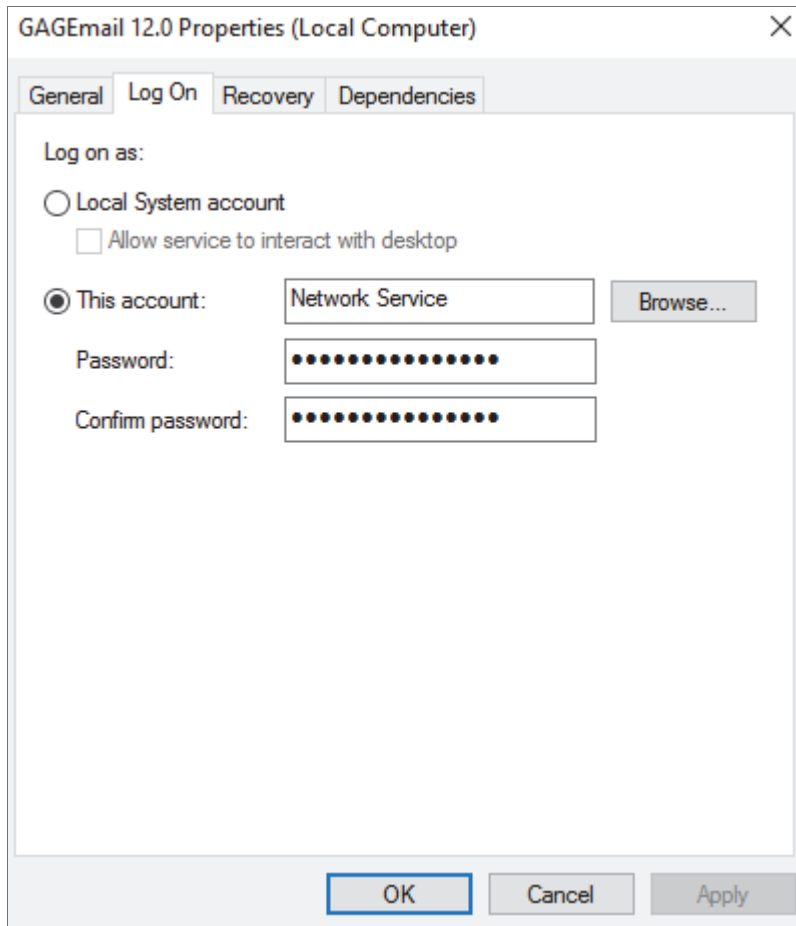 GAGEmail 12.0 Properties (Local Computer)
General Log On Recovery Dependencies
Log on as:
Local System account
Allow service to interact with desktop
This account: Network Service Browse...
Password: •••••••••••••••
Confirm password: •••••••••••••••
OK Cancel Apply